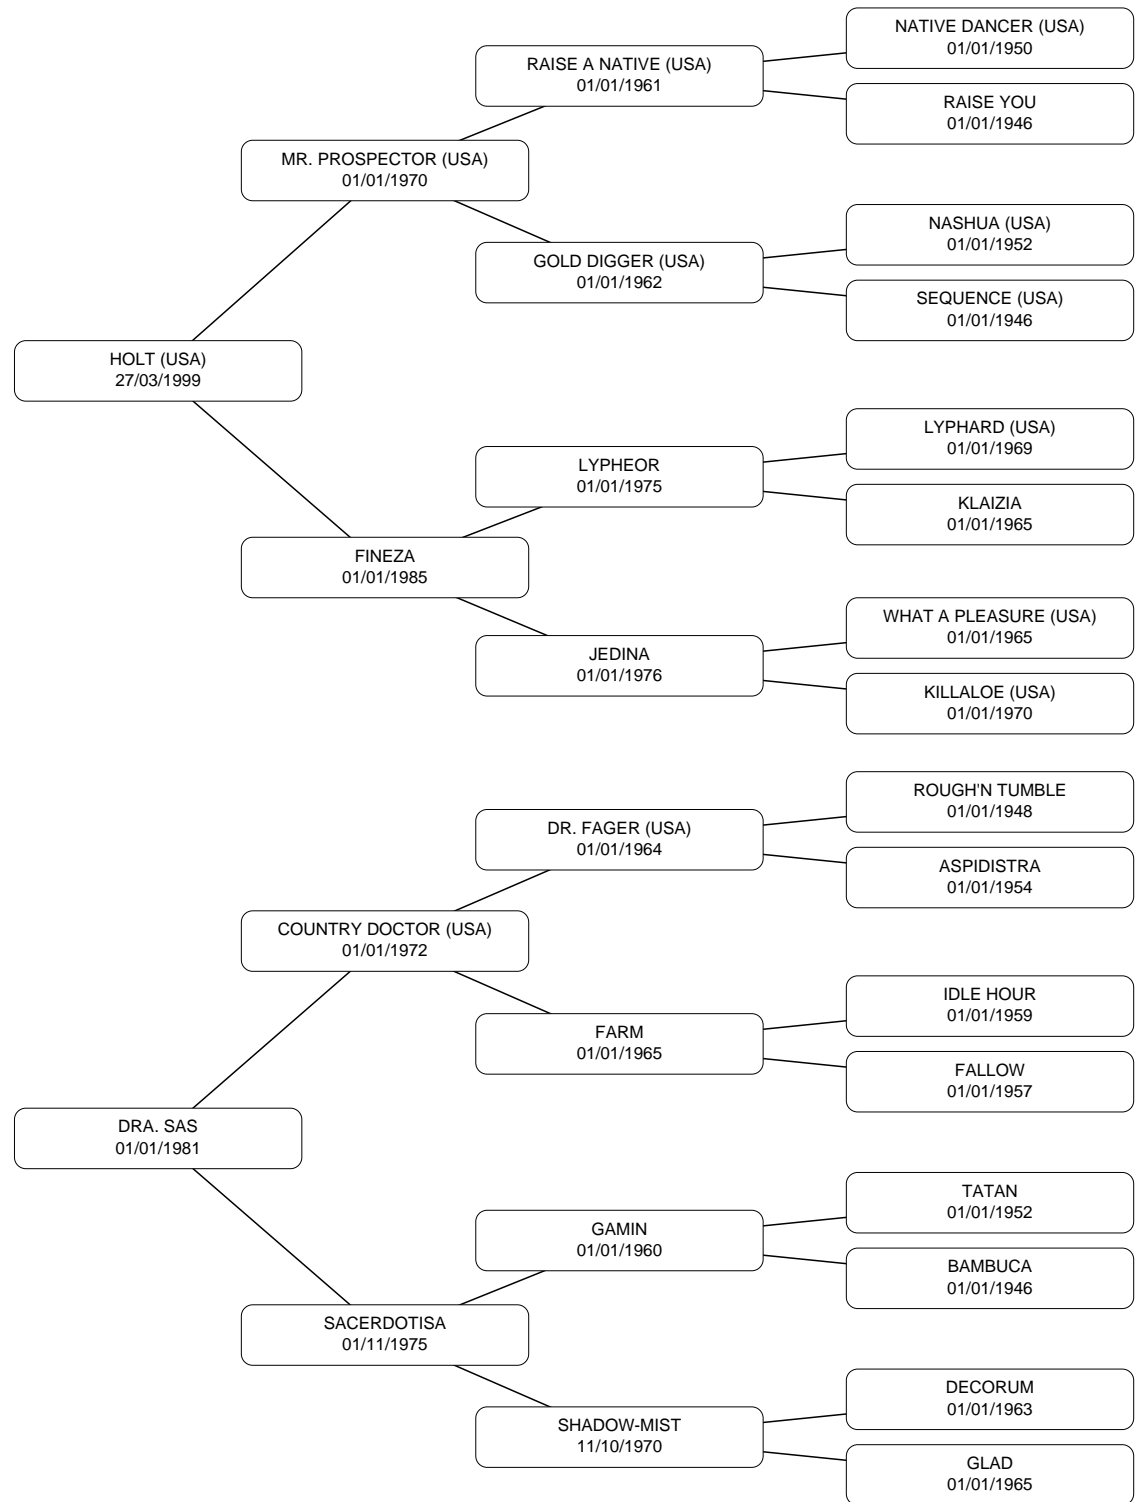 NATIVE DANCER (USA)
01/01/1950
RAISE A NATIVE (USA)
01/01/1961
RAISE YOU
01/01/1946
MR. PROSPECTOR (USA)
01/01/1970
NASHUA (USA)
01/01/1952
GOLD DIGGER (USA)
01/01/1962
SEQUENCE (USA)
01/01/1946
HOLT (USA)
27/03/1999
LYPHARD (USA)
01/01/1969
LYPHEOR
01/01/1975
KLAIZIA
01/01/1965
FINEZA
01/01/1985
WHAT A PLEASURE (USA)
01/01/1965
JEDINA
01/01/1976
KILLALOE (USA)
01/01/1970
ROUGH'N TUMBLE
01/01/1948
DR. FAGER (USA)
01/01/1964
ASPIDISTRA
01/01/1954
COUNTRY DOCTOR (USA)
01/01/1972
IDLE HOUR
01/01/1959
FARM
01/01/1965
FALLOW
01/01/1957
DRA. SAS
01/01/1981
TATAN
01/01/1952
GAMIN
01/01/1960
BAMBUCA
01/01/1946
SACERDOTISA
01/11/1975
DECORUM
01/01/1963
SHADOW-MIST
11/10/1970
GLAD
01/01/1965